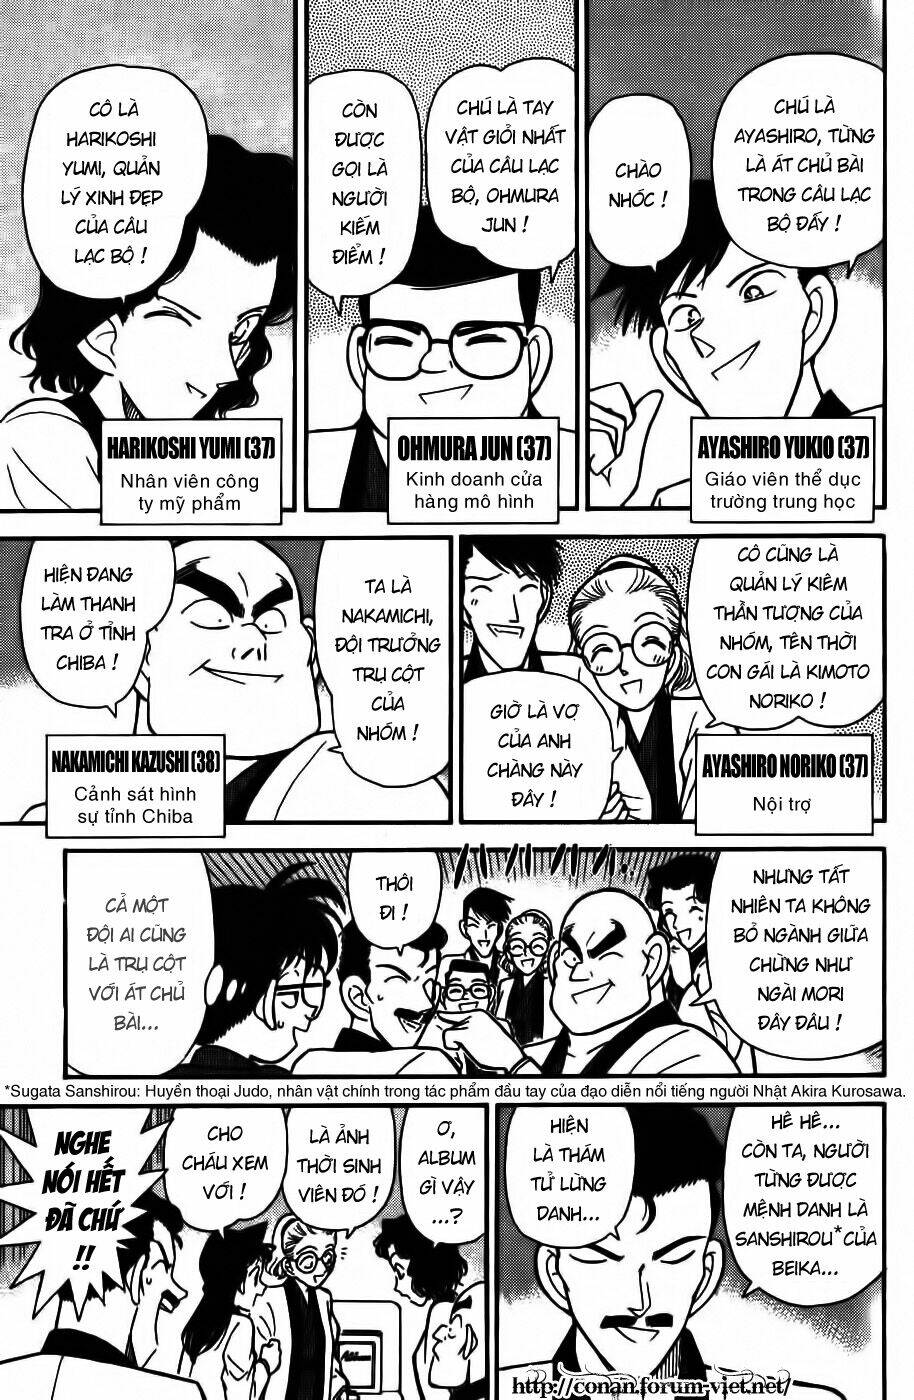 CHÚ LÀ
AYASHIRO, TỪNG
LÀ ÁT CHỦ BÀI
TRONG CÂU LẠC
BỘ ĐẤY !
CHÀO
NHÓC !
AYASHIRO YUKIO (37)
Giáo viên thể dục
trường trung học
CHÚ LÀ TAY
VẬT GIỎI NHẤT
CỦA CÂU LẠC
BỘ, OHMURA
JUN !
CÒN
ĐƯỢC
GỌI LÀ
NGƯỜI
KIẾM
ĐIỂM !
OHMURA JUN (37)
Kinh doanh cửa
hàng mô hình
CÔ LÀ
HARIKOSHI
YUMI, QUẢN
LÝ XINH ĐẸP
CỦA CÂU
LẠC BỘ !
HARIKOSHI YUMI (37)
Nhân viên công
ty mỹ phẩm
CÔ CŨNG LÀ
QUẢN LÝ KIÊM
THẦN TƯỢNG CỦA
NHÓM, TÊN THỜI
CON GÁI LÀ KIMOTO
NORIKO !
GIỜ LÀ VỢ
CỦA ANH
CHÀNG NÀY
ĐÂY !
AYASHIRO NORIKO (37)
Nội trợ
TA LÀ
NAKAMICHI,
ĐỘI TRƯỞNG
TRỤ CỘT
CỦA
NHÓM !
HIỆN ĐANG
LÀM THANH
TRA Ở TỈNH
CHIBA !
NAKAMICHI KAZUSHI (38)
Cảnh sát hình
sự tỉnh Chiba
NHƯNG TẤT
NHIÊN TA KHÔNG
BỎ NGÀNH GIỮA
CHỪNG NHƯ
NGÀI MORI
ĐÂY ĐÂU !
THÔI
ĐI !
CẢ MỘT
ĐỘI AI CŨNG
LÀ TRỤ CỘT
VỚI ÁT CHỦ
BÀI...
*Sugata Sanshirou: Huyền thoại Judo, nhân vật chính trong tác phẩm đầu tay của đạo diễn nổi tiếng người Nhật Akira Kurosawa.
HÊ HÊ...
CÒN TA, NGƯỜI
TỪNG ĐƯỢC
MỆNH DANH LÀ
SANSHIROU* CỦA
BEIKA...
HIỆN
LÀ THÁM
TỬ LỪNG
DANH...
Ơ,
ALBUM
GÌ VẬY
...?
LÀ ẢNH
THỜI SINH
VIÊN ĐÓ !
CHO
CHÁU XEM
VỚI !
NGHE
NÓI HẾT
ĐÃ CHỨ
!!
Album
http://conan.forum-viet.net/